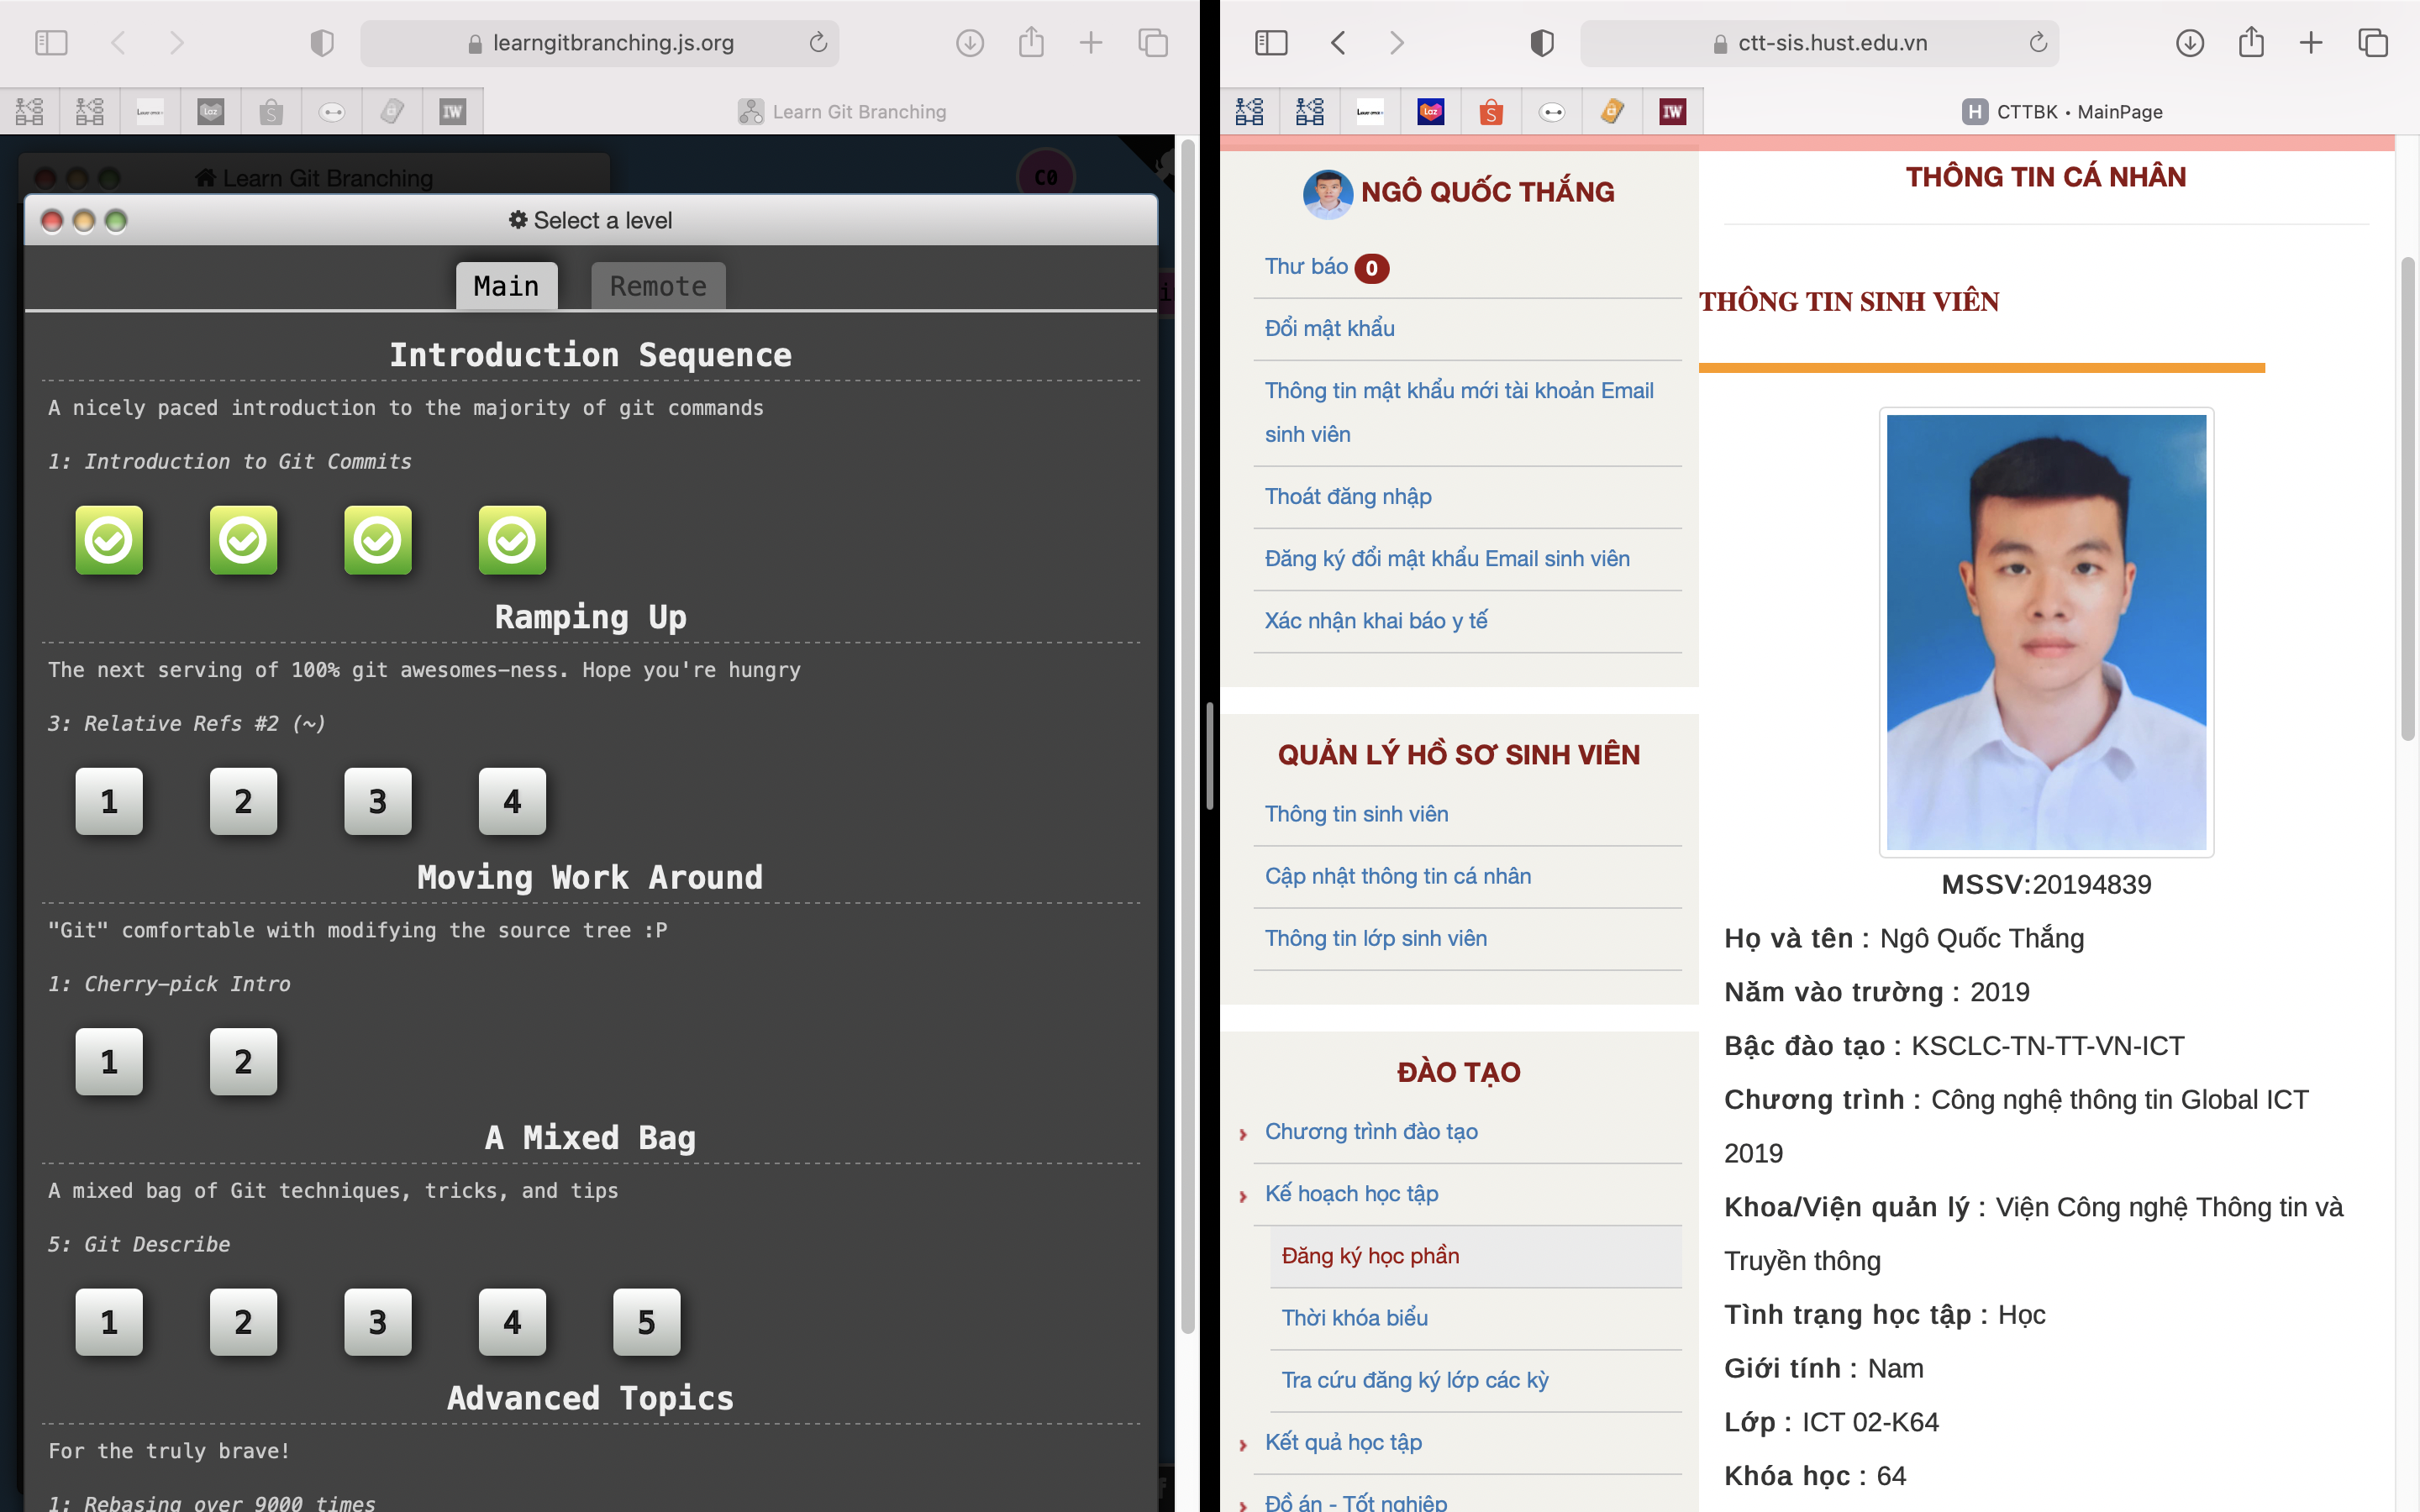 learngitbranching.js.org
Learn Git Branching
Learn Git Branching
C0
Select a level
Main
Remote
Introduction Sequence
A nicely paced introduction to the majority of git commands
1: Introduction to Git Commits
Ramping Up
The next serving of 100% git awesomes-ness. Hope you're hungry
3: Relative Refs #2 (~)
1 2 3 4
Moving Work Around
"Git" comfortable with modifying the source tree :P
1: Cherry-pick Intro
1 2
A Mixed Bag
A mixed bag of Git techniques, tricks, and tips
5: Git Describe
1 2 3 4 5
Advanced Topics
For the truly brave!
1: Rebasing over 9000 times
ctt-sis.hust.edu.vn
IW
H CTTBK • MainPage
NGÔ QUỐC THẮNG
Thư báo 0
Đổi mật khẩu
Thông tin mật khẩu mới tài khoản Email
sinh viên
Thoát đăng nhập
Đăng ký đổi mật khẩu Email sinh viên
Xác nhận khai báo y tế
QUẢN LÝ HỒ SƠ SINH VIÊN
Thông tin sinh viên
Cập nhật thông tin cá nhân
Thông tin lớp sinh viên
ĐÀO TẠO
Chương trình đào tạo
Kế hoạch học tập
Đăng ký học phần
Thời khóa biểu
Tra cứu đăng ký lớp các kỳ
Kết quả học tập
Đồ án - Tốt nghiệp
THÔNG TIN CÁ NHÂN
THÔNG TIN SINH VIÊN
MSSV:20194839
Họ và tên : Ngô Quốc Thắng
Năm vào trường : 2019
Bậc đào tạo : KSCLC-TN-TT-VN-ICT
Chương trình : Công nghệ thông tin Global ICT
2019
Khoa/Viện quản lý : Viện Công nghệ Thông tin và
Truyền thông
Tình trạng học tập : Học
Giới tính : Nam
Lớp : ICT 02-K64
Khóa học : 64